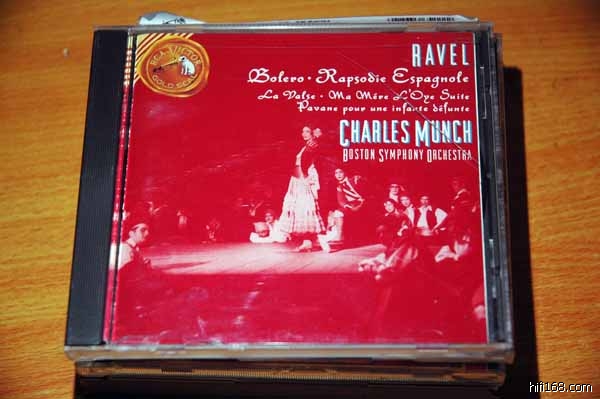 RAVEL
RCA VICTOR
GOLD SEAL
Bolero · Rapsodie Espagnole
La Valse · Ma Mére L'Oye Suite
Pavane pour une infante défunte
CHARLES MUNCH
BOSTON SYMPHONY ORCHESTRA
hifi168.com